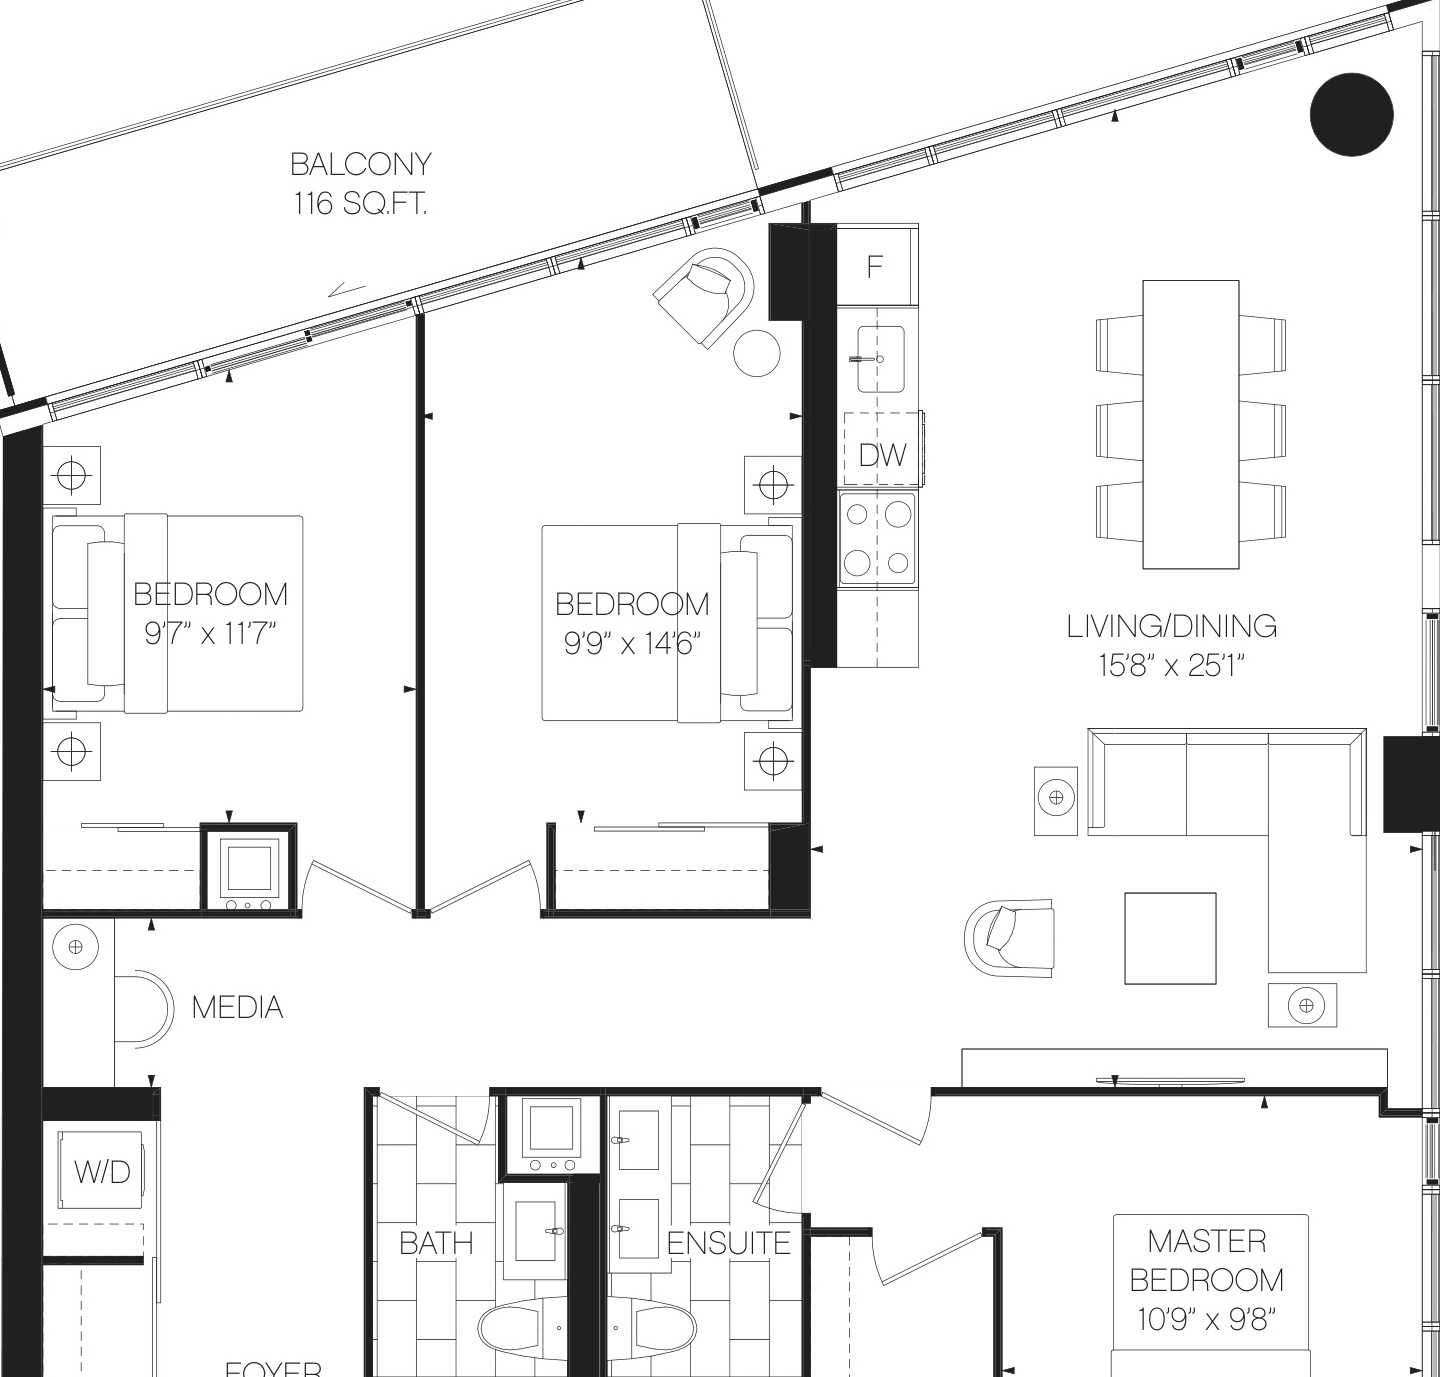 BALCONY
116 SQ.FT.
F
DW
BEDROOM
9'7" x 11'7"
BEDROOM
9'9" x 14'6"
LIVING/DINING
15'8" x 25'1"
MEDIA
W/D
BATH
ENSUITE
MASTER
BEDROOM
10'9" x 9'8"
FOYER